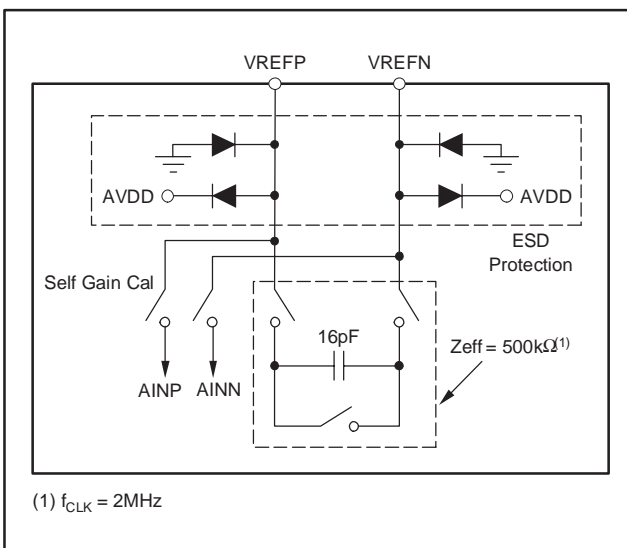 VREFP VREFN
AVDD
AVDD
ESD
Protection
Self Gain Cal
16pF
Zeff = 500kΩ(1)
AINP AINN
(1) fCLK = 2MHz